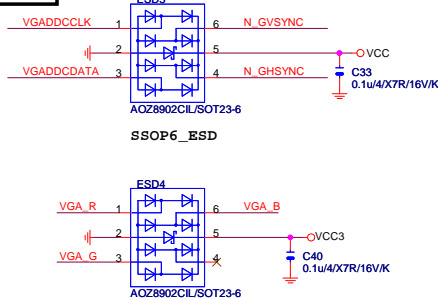 ESD3
VGADDCCLK 1 6 N_GVSYNC
2 5 VCC
VGADDCDATA 3 4 N_GHSYNC
C33
0.1u/4/X7R/16V/K
AOZ8902CIL/SOT23-6
SSOP6_ESD
ESD4
VGA_R 1 6 VGA_B
2 5 VCC3
VGA_G 3 4
C40
0.1u/4/X7R/16V/K
AOZ8902CIL/SOT23-6